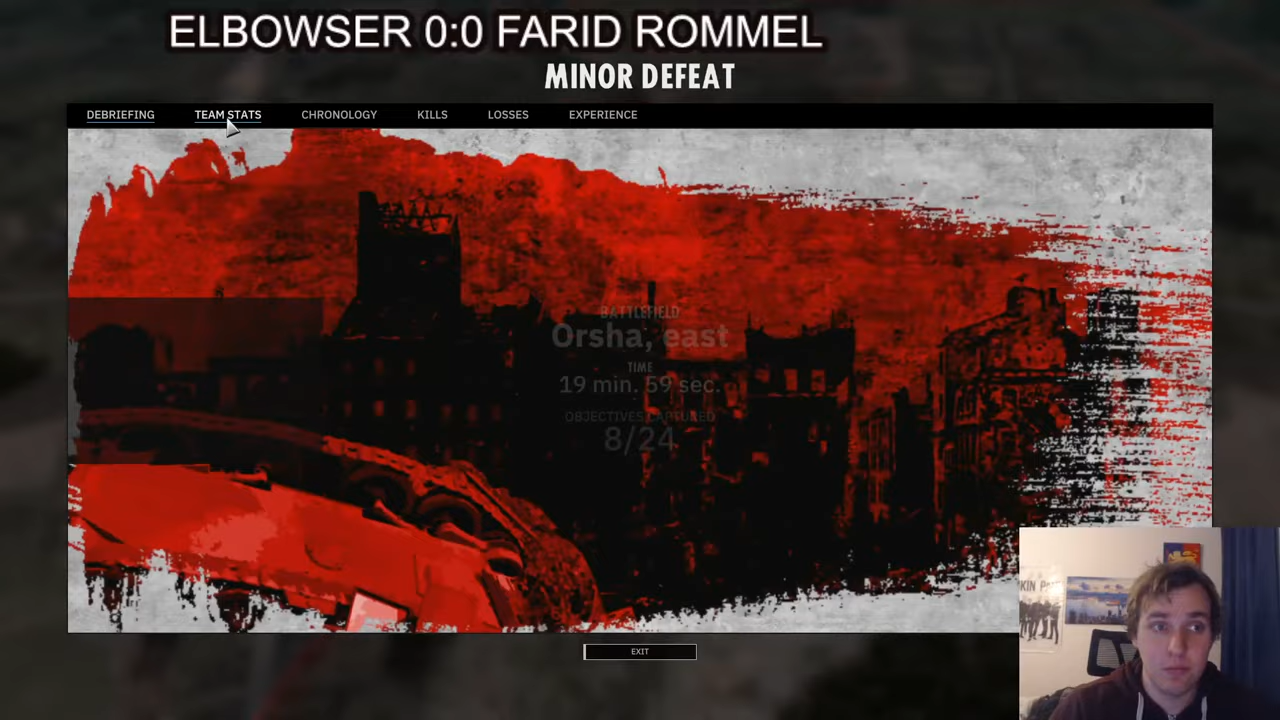 ELBOWSER 0:0 FARID ROMMEL
MINOR DEFEAT
DEBRIEFING TEAM STATS CHRONOLOGY KILLS LOSSES EXPERIENCE
BATTLEFIELD
Orsha, east
TIME
19 min. 59 sec.
OBJECTIVES CAPTURED
8/24
EXIT